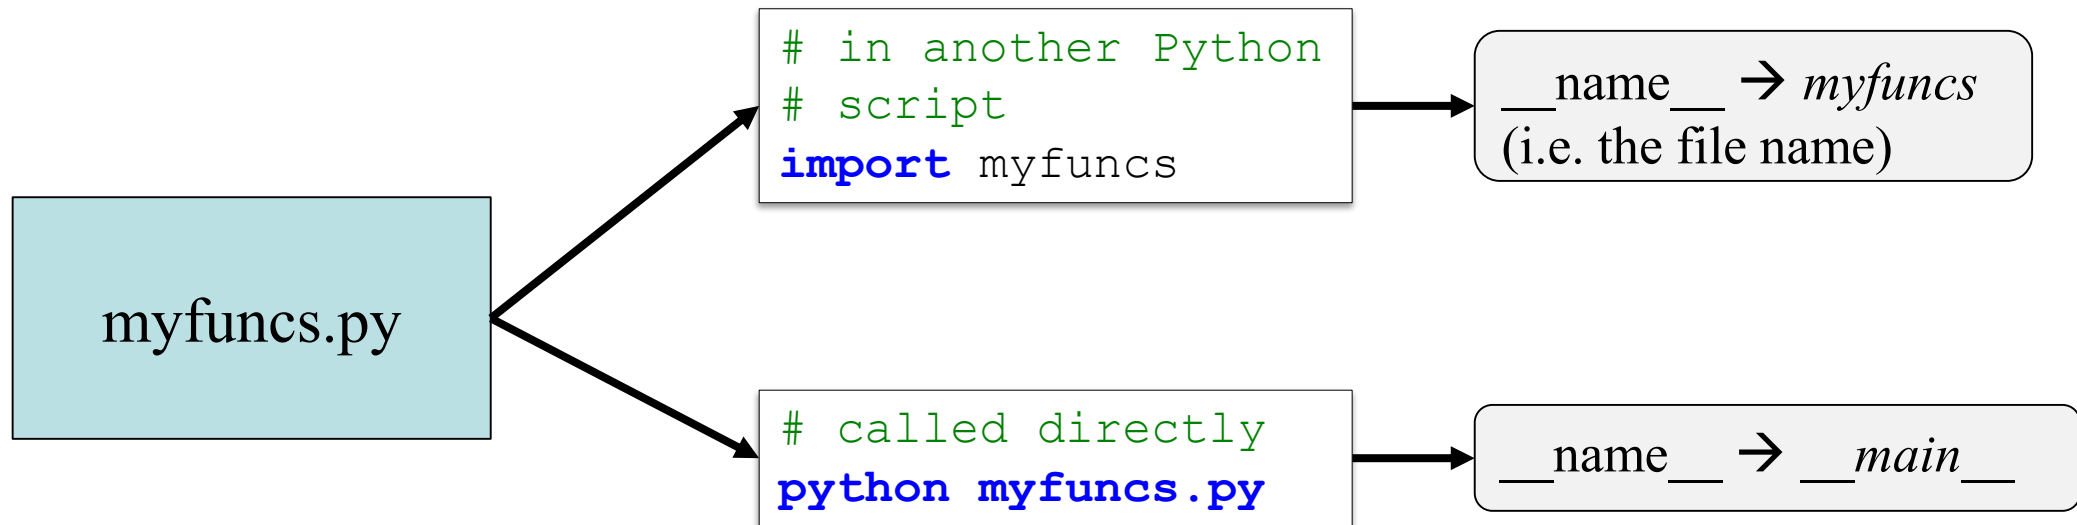 myfuncs.py
# in another Python
# script
import myfuncs
__name__ → myfuncs
(i.e. the file name)
# called directly
python myfuncs.py
__name__ → __main__